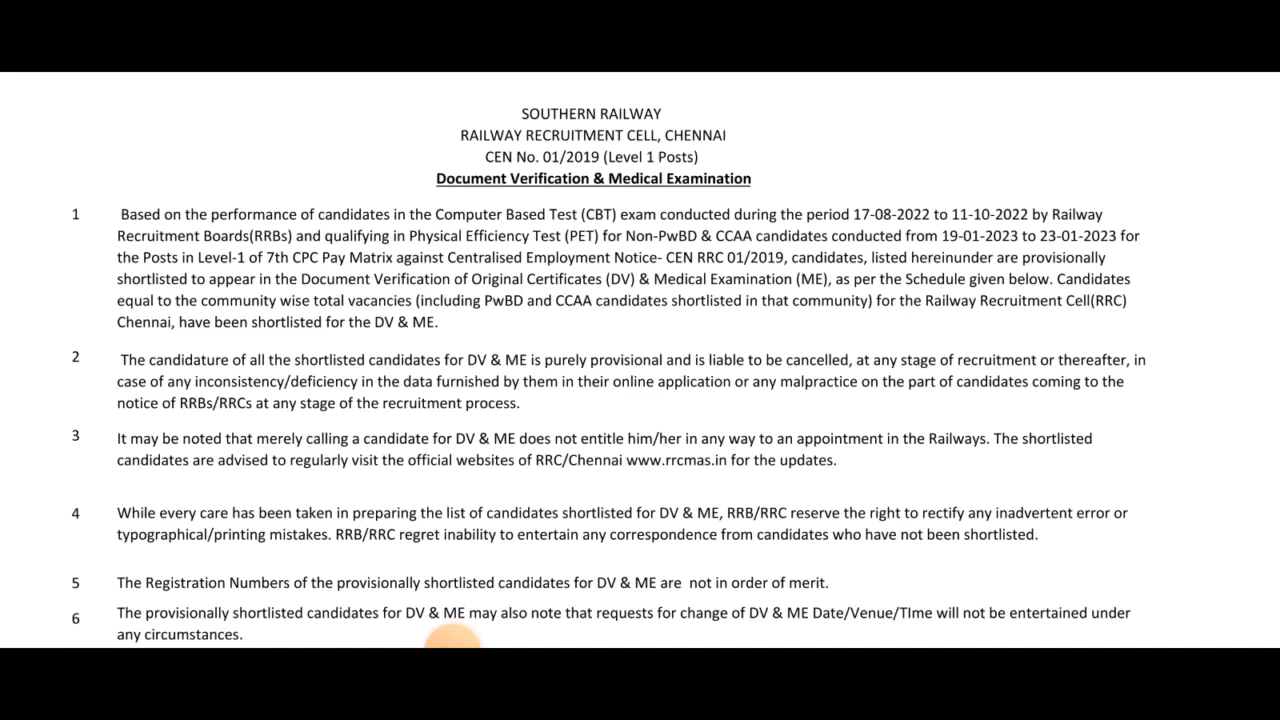 SOUTHERN RAILWAY
RAILWAY RECRUITMENT CELL, CHENNAI
CEN No. 01/2019 (Level 1 Posts)
Document Verification & Medical Examination
1 Based on the performance of candidates in the Computer Based Test (CBT) exam conducted during the period 17-08-2022 to 11-10-2022 by Railway
Recruitment Boards(RRBs) and qualifying in Physical Efficiency Test (PET) for Non-PwBD & CCAA candidates conducted from 19-01-2023 to 23-01-2023 for
the Posts in Level-1 of 7th CPC Pay Matrix against Centralised Employment Notice- CEN RRC 01/2019, candidates, listed hereinunder are provisionally
shortlisted to appear in the Document Verification of Original Certificates (DV) & Medical Examination (ME), as per the Schedule given below. Candidates
equal to the community wise total vacancies (including PwBD and CCAA candidates shortlisted in that community) for the Railway Recruitment Cell(RRC)
Chennai, have been shortlisted for the DV & ME.
2 The candidature of all the shortlisted candidates for DV & ME is purely provisional and is liable to be cancelled, at any stage of recruitment or thereafter, in
case of any inconsistency/deficiency in the data furnished by them in their online application or any malpractice on the part of candidates coming to the
notice of RRBs/RRCs at any stage of the recruitment process.
3 It may be noted that merely calling a candidate for DV & ME does not entitle him/her in any way to an appointment in the Railways. The shortlisted
candidates are advised to regularly visit the official websites of RRC/Chennai www.rrcmas.in for the updates.
4 While every care has been taken in preparing the list of candidates shortlisted for DV & ME, RRB/RRC reserve the right to rectify any inadvertent error or
typographical/printing mistakes. RRB/RRC regret inability to entertain any correspondence from candidates who have not been shortlisted.
5 The Registration Numbers of the provisionally shortlisted candidates for DV & ME are not in order of merit.
6 The provisionally shortlisted candidates for DV & ME may also note that requests for change of DV & ME Date/Venue/TIme will not be entertained under
any circumstances.